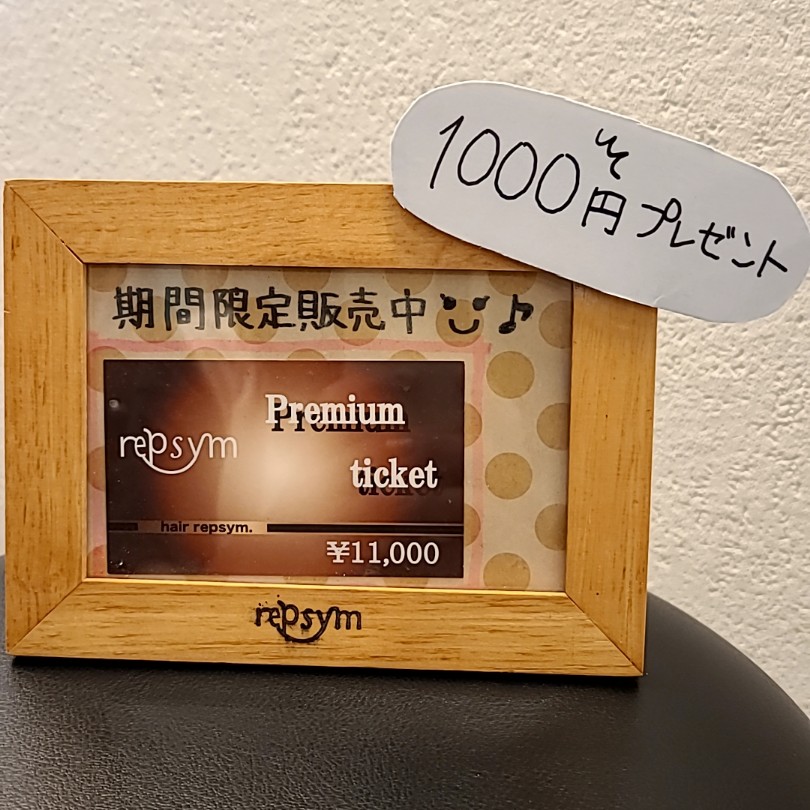 1000円プレゼント
期間限定販売中
repsym
Premium
ticket
hair repsym.
¥11,000
repsym